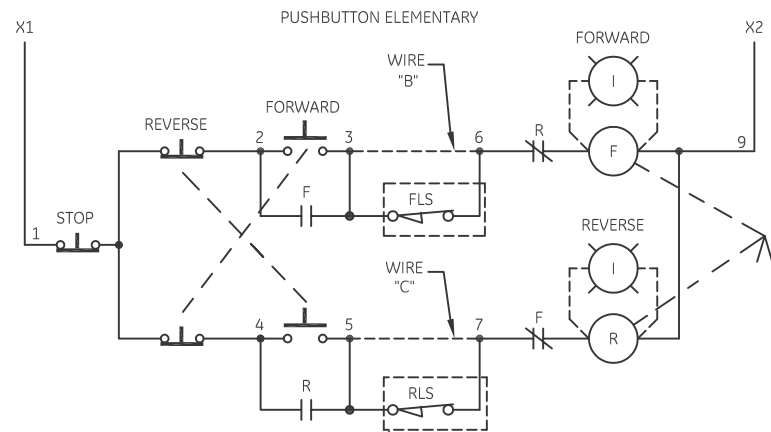 PUSHBUTTON ELEMENTARY
X1
X2
FORWARD
WIRE
"B"
I
REVERSE
FORWARD
2
3
6
R
F
9
F
FLS
1
STOP
REVERSE
WIRE
"C"
I
4
5
7
F
R
R
RLS